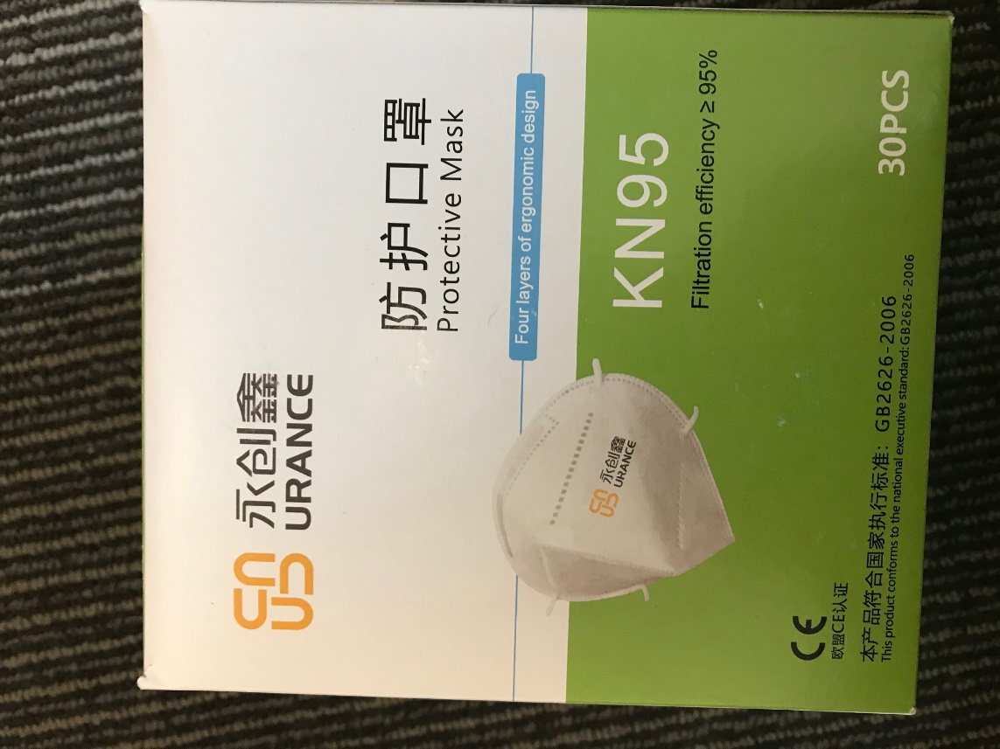 永创鑫
URANCE
防护口罩
Protective Mask
Four layers of ergonomic design
永创鑫
URANCE
KN95
Filtration efficiency ≥ 95%
CE
欧盟CE认证
30PCS
本产品符合国家执行标准：GB2626-2006
This product conforms to the national executive standard: GB2626-2006